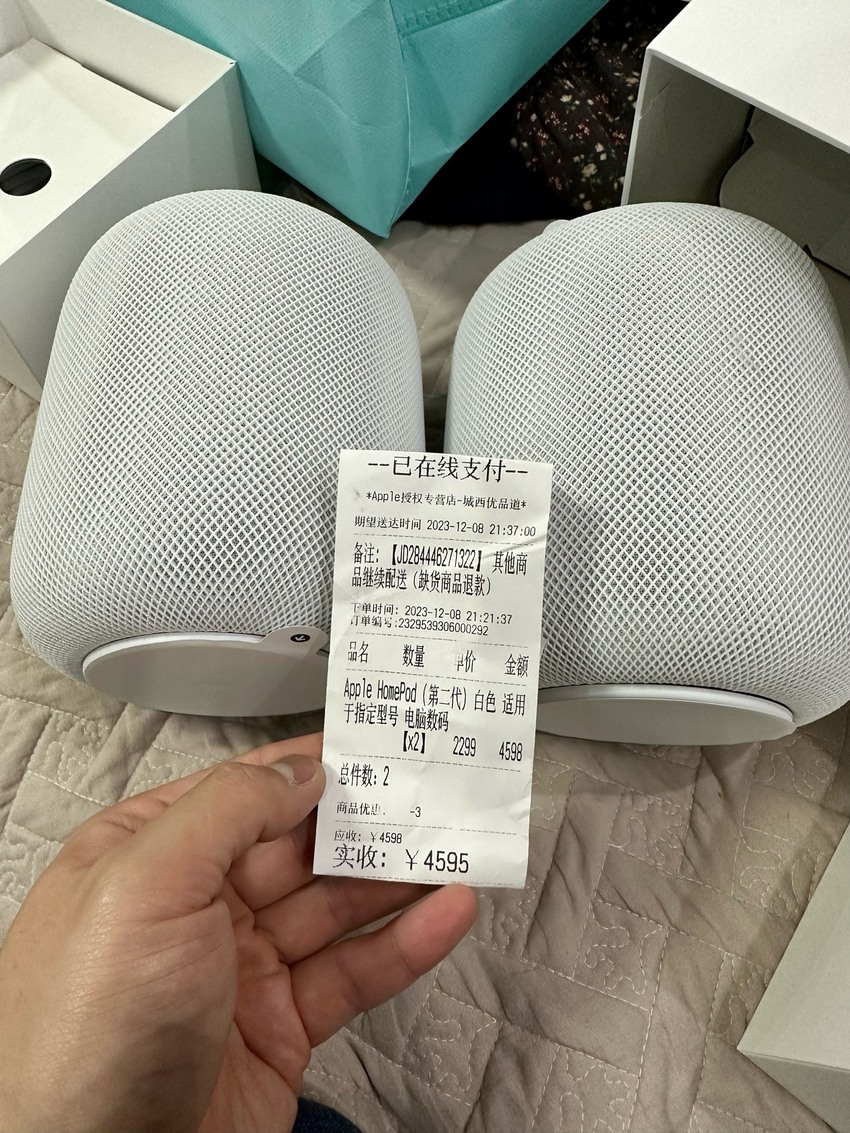 --已在线支付--
*Apple授权专营店-城西优品道*
期望送达时间 2023-12-08 21:37:00
备注：【JD284446271322】 其他商
品继续配送（缺货商品退款）
下单时间: 2023-12-08 21:21:37
订单编号:2329539306000292
品名 数量 单价 金额
Apple HomePod（第二代）白色 适用
于指定型号 电脑数码
【x2】 2299 4598
总件数: 2
商品优惠: -3
应收: ￥4598
实收: ￥4595